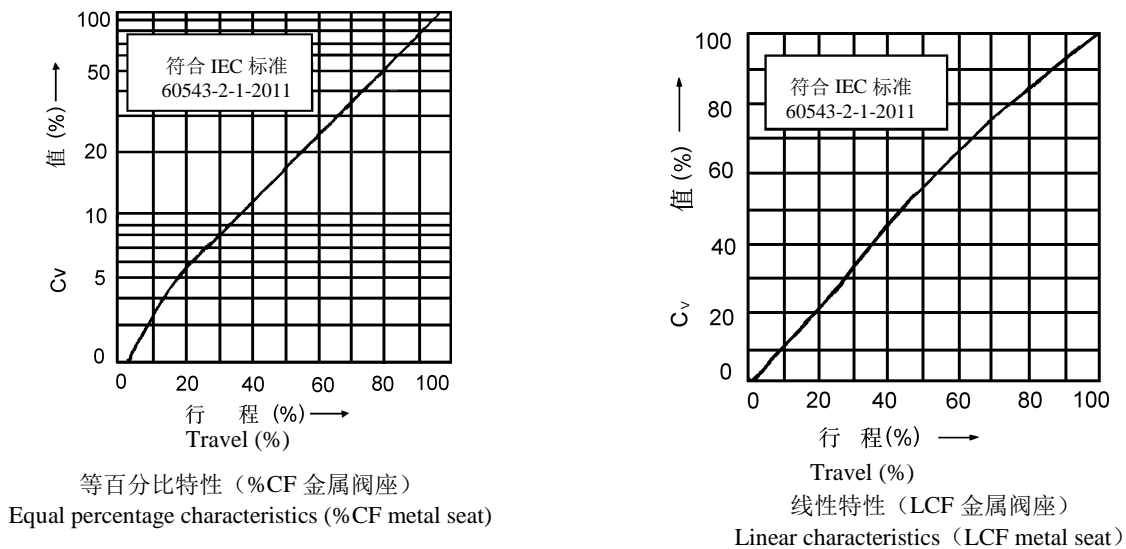 100
50
20
10
5
0
值 (%)
Cv
符合 IEC 标准
60543-2-1-2011
0 20 40 60 80 100
行 程 (%)
Travel (%)
等百分比特性（%CF 金属阀座）
Equal percentage characteristics (%CF metal seat)
100
80
60
40
20
0
值 (%)
Cv
符合 IEC 标准
60543-2-1-2011
0 20 40 60 80 100
行 程(%)
Travel (%)
线性特性（LCF 金属阀座）
Linear characteristics（LCF metal seat）